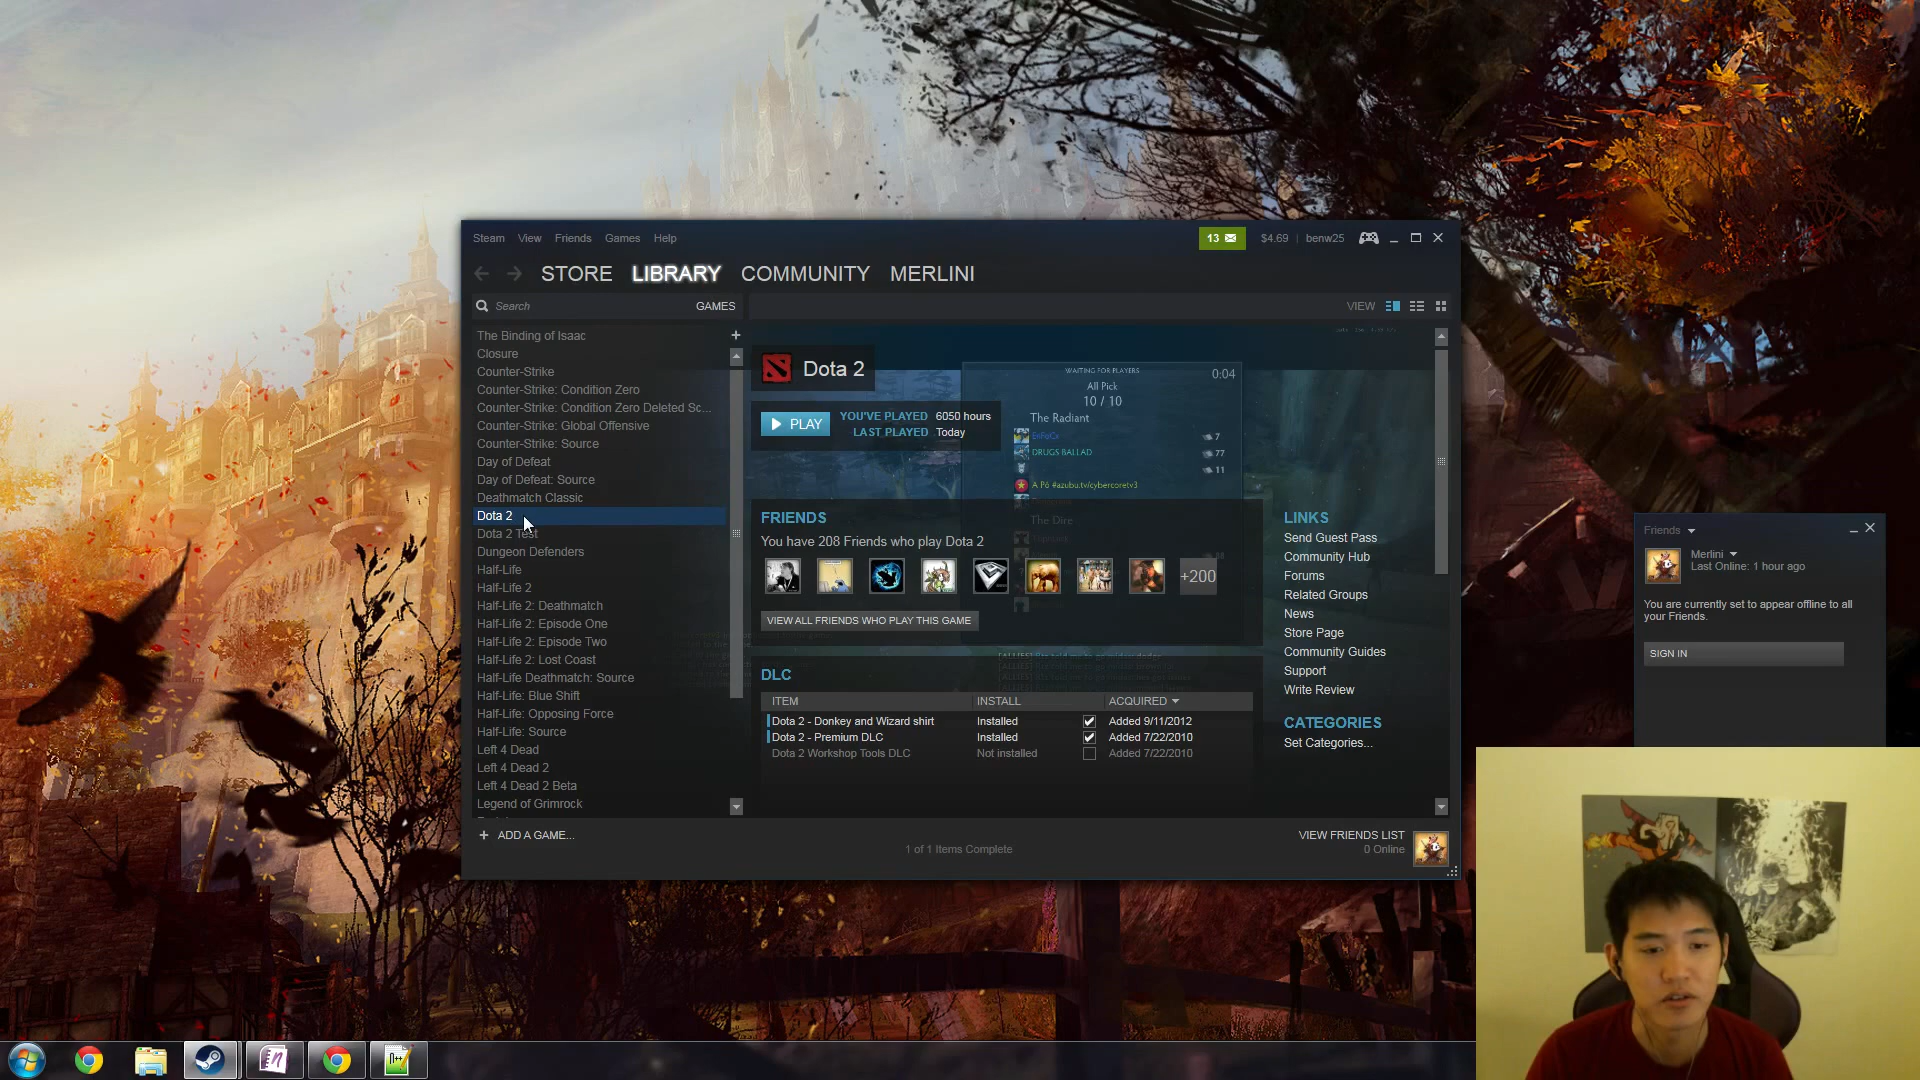 Steam View Friends Games Help
13 $4.69 | benw25
STORE LIBRARY COMMUNITY MERLINI
Search GAMES
VIEW
The Binding of Isaac
Closure
Counter-Strike
Counter-Strike: Condition Zero
Counter-Strike: Condition Zero Deleted Sc...
Counter-Strike: Global Offensive
Counter-Strike: Source
Day of Defeat
Day of Defeat: Source
Deathmatch Classic
Dota 2
Dota 2 Test
Dungeon Defenders
Half-Life
Half-Life 2
Half-Life 2: Deathmatch
Half-Life 2: Episode One
Half-Life 2: Episode Two
Half-Life 2: Lost Coast
Half-Life Deathmatch: Source
Half-Life: Blue Shift
Half-Life: Opposing Force
Half-Life: Source
Left 4 Dead
Left 4 Dead 2
Left 4 Dead 2 Beta
Legend of Grimrock
+ ADD A GAME...
Dota 2
PLAY
YOU'VE PLAYED 6050 hours
LAST PLAYED Today
WAITING FOR PLAYERS
0:04
All Pick
10 / 10
The Radiant
7
DRUGS BALLAD 77
11
A Pô #azubu.tv/cybercoretv3
The Dire
FRIENDS
You have 208 Friends who play Dota 2
+200
VIEW ALL FRIENDS WHO PLAY THIS GAME
DLC
ITEM INSTALL ACQUIRED
Dota 2 - Donkey and Wizard shirt Installed Added 9/11/2012
Dota 2 - Premium DLC Installed Added 7/22/2010
Dota 2 Workshop Tools DLC Not installed Added 7/22/2010
LINKS
Send Guest Pass
Community Hub
Forums
Related Groups
News
Store Page
Community Guides
Support
Write Review
CATEGORIES
Set Categories...
1 of 1 Items Complete
VIEW FRIENDS LIST
0 Online
Friends
Merlini
Last Online: 1 hour ago
You are currently set to appear offline to all
your Friends.
SIGN IN